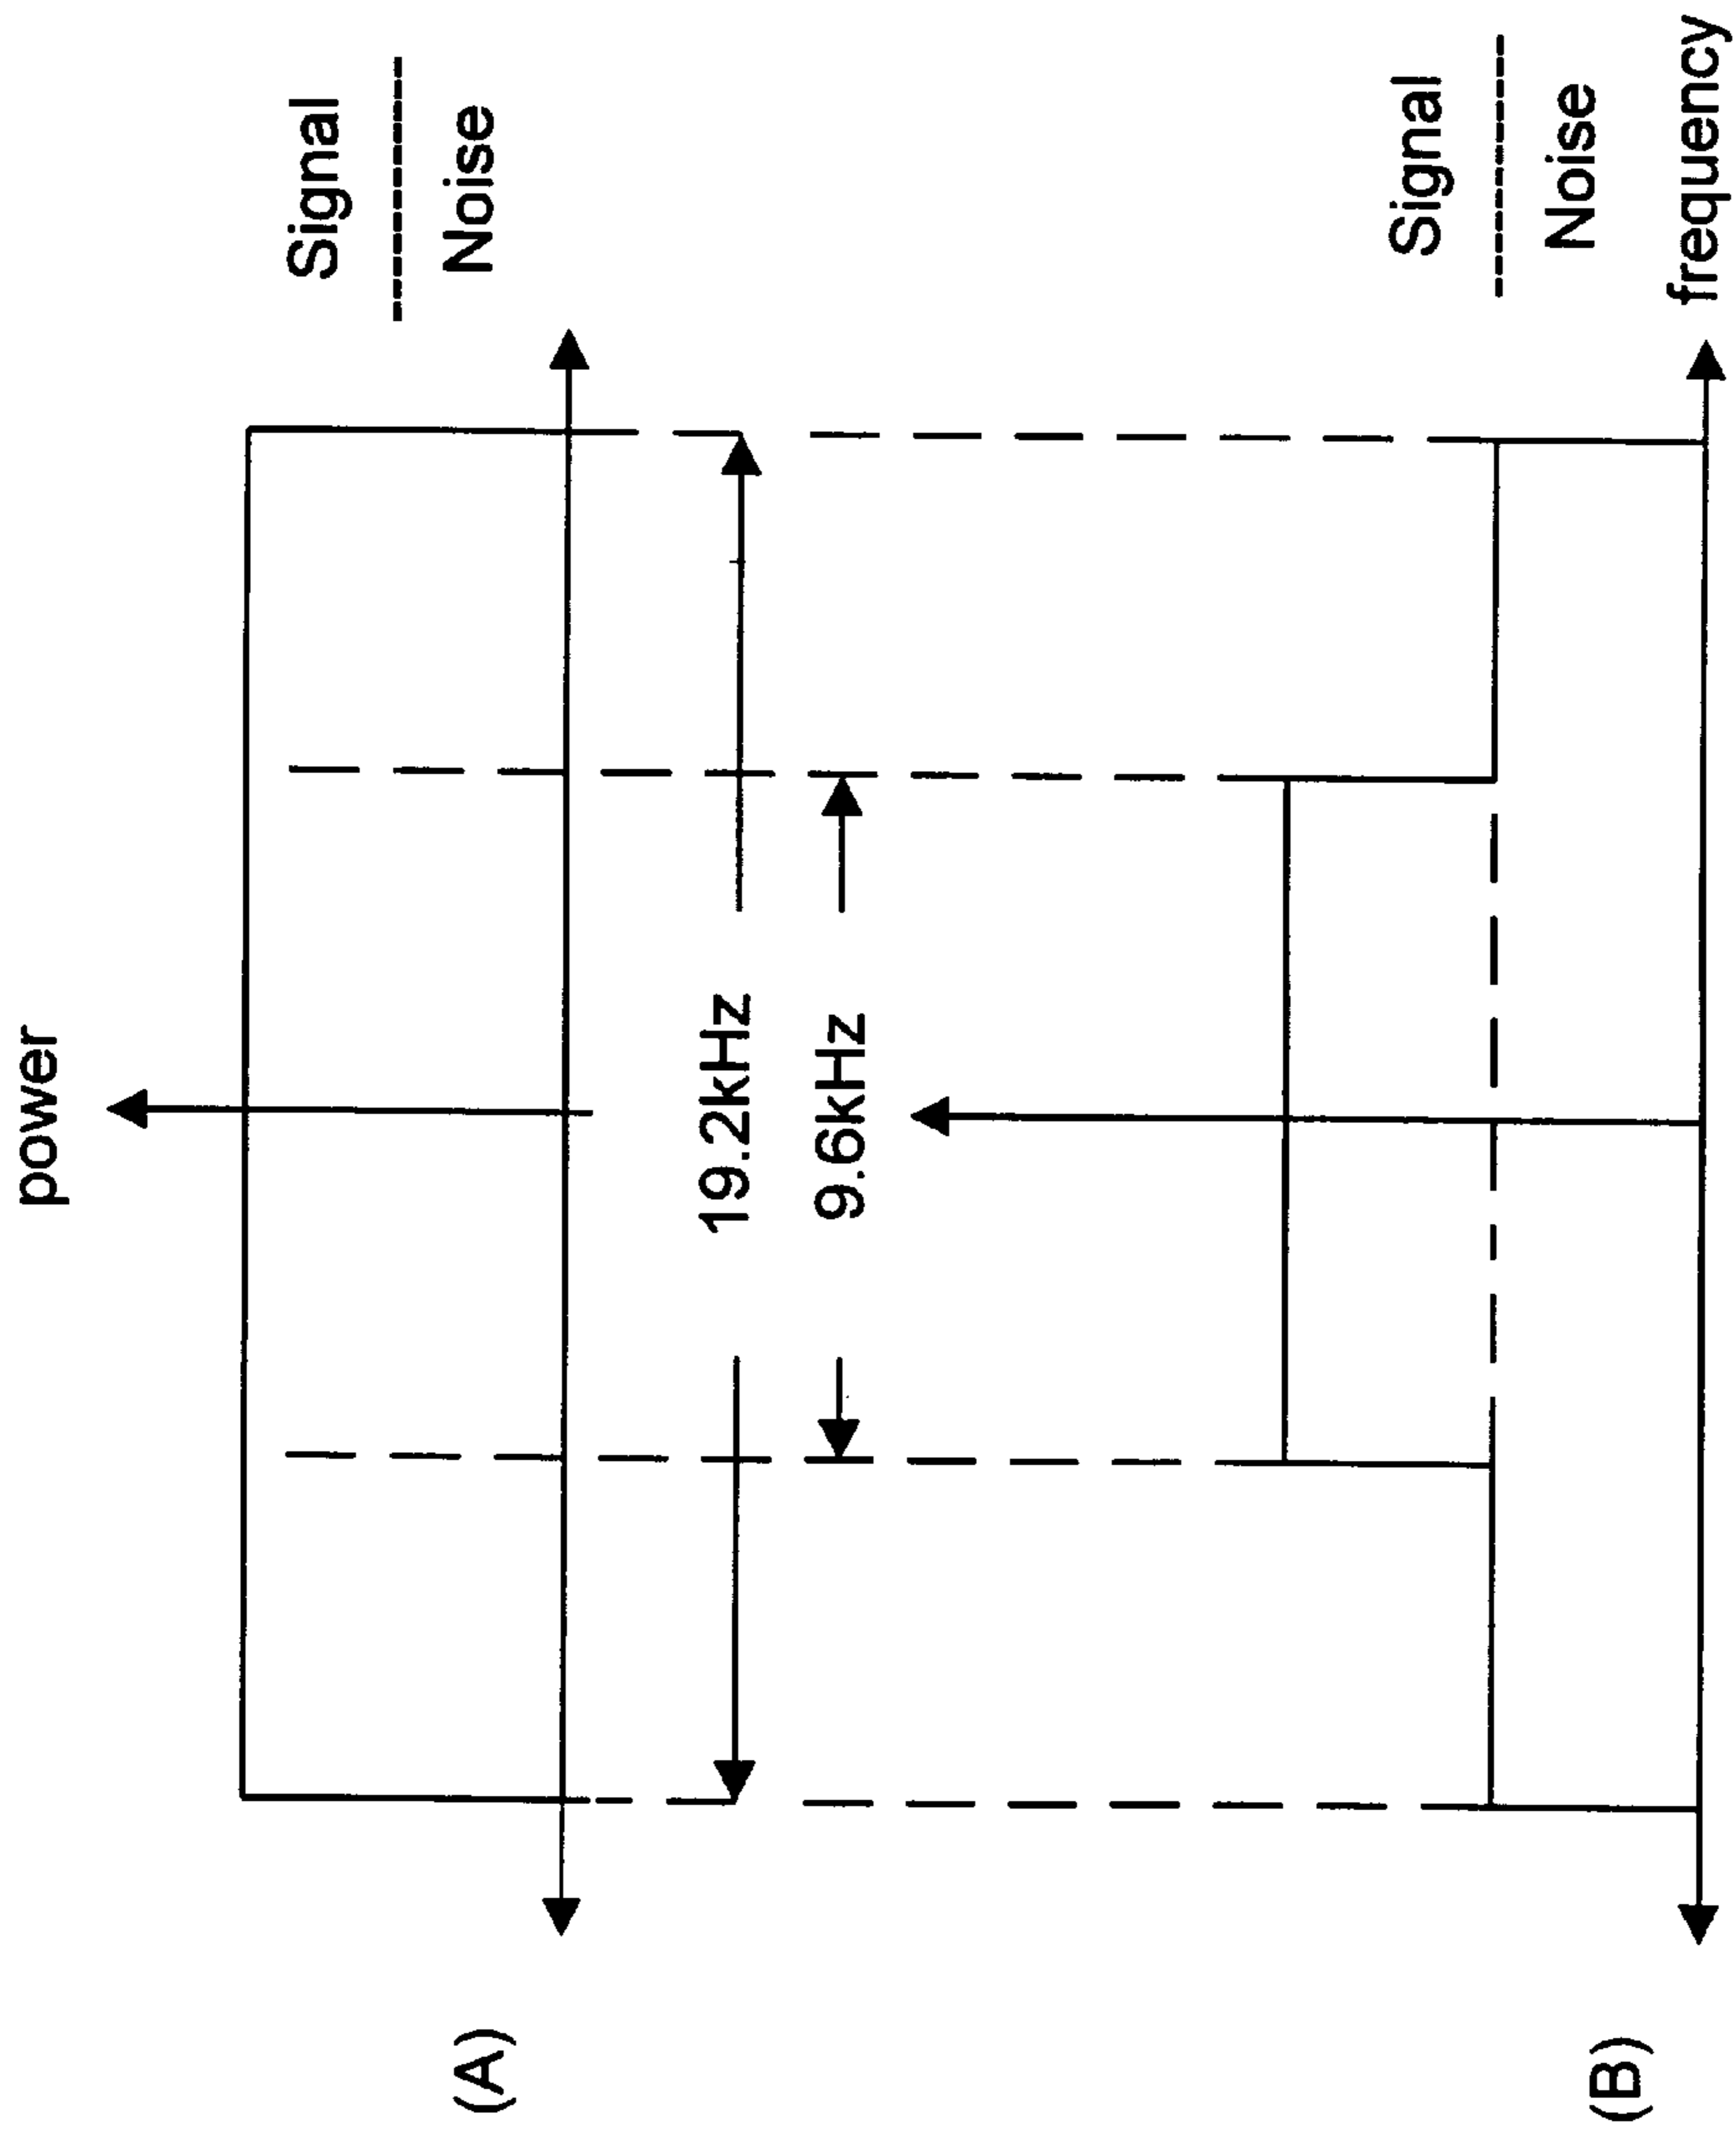 power
(A)
Signal
Noise
19.2kHz
9.6kHz
(B)
Signal
Noise
frequency